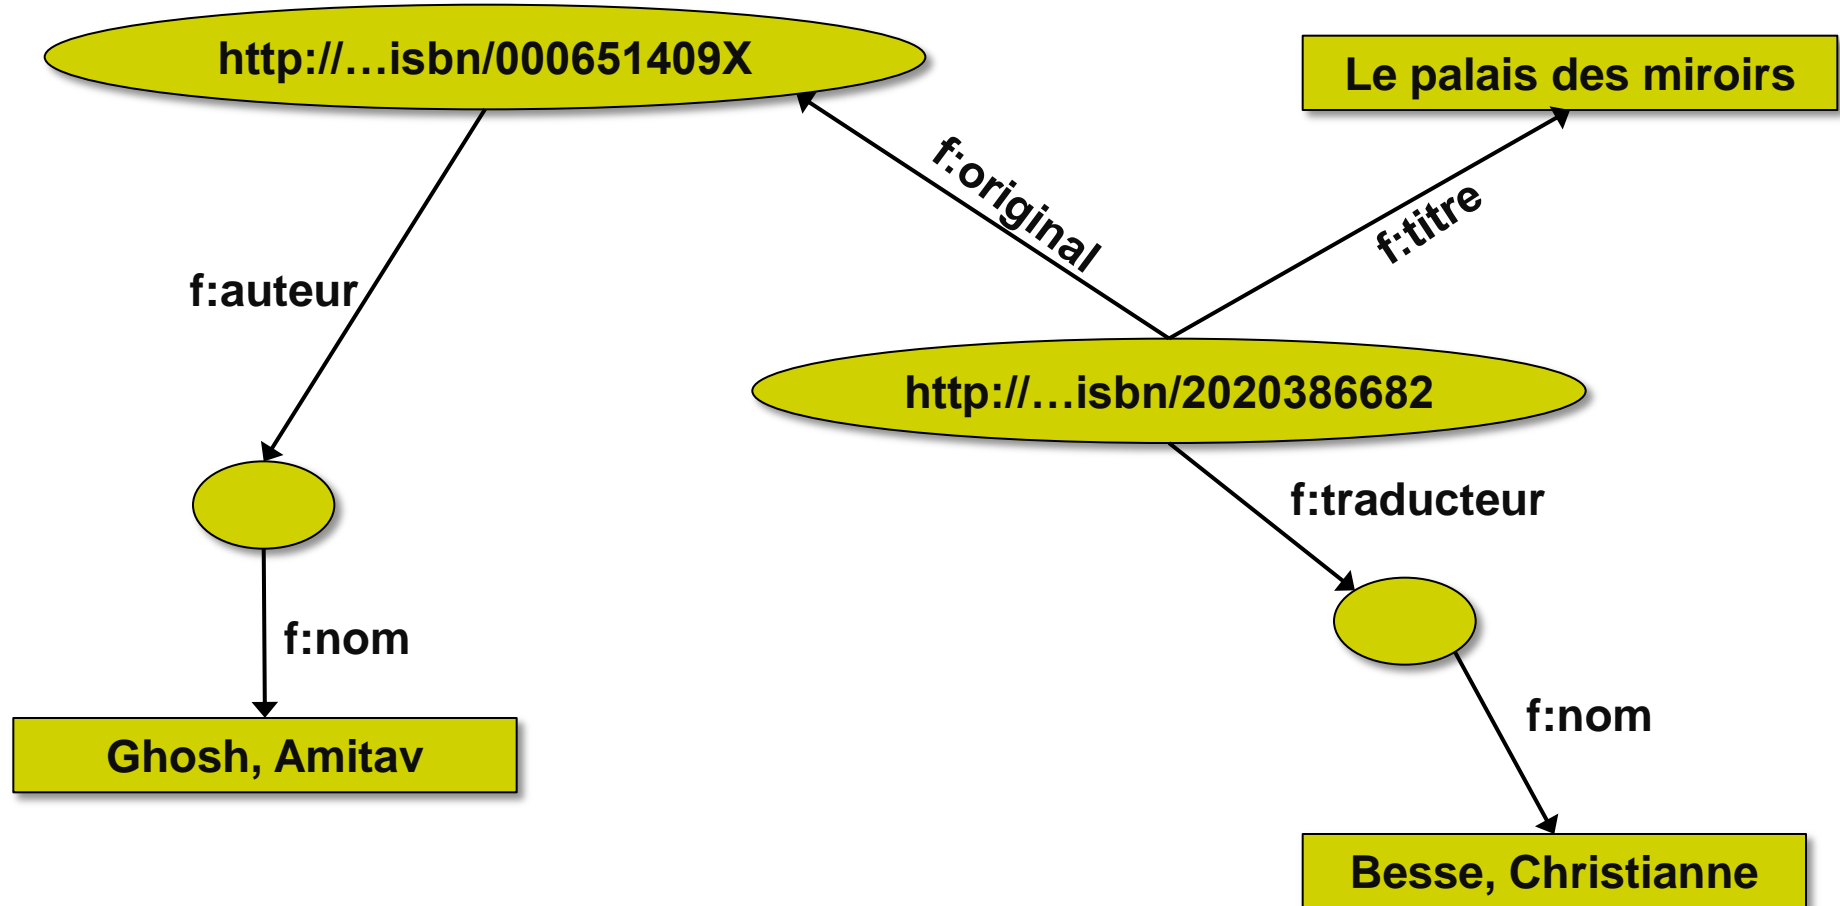 http://…isbn/000651409X
Le palais des miroirs
f:original
f:titre
f:auteur
http://…isbn/2020386682
f:traducteur
f:nom
f:nom
Ghosh, Amitav
Besse, Christianne